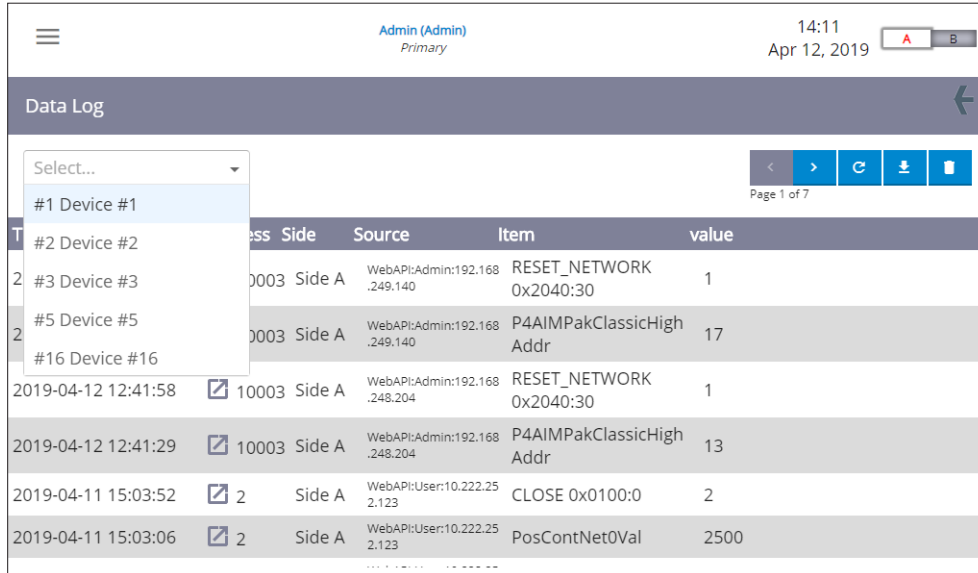 Admin (Admin)
Primary
14:11
Apr 12, 2019
A
B
Data Log
Select...
Page 1 of 7
#1 Device #1
#2 Device #2
#3 Device #3
#5 Device #5
#16 Device #16
Side Source Item value
0003 Side A WebAPI:Admin:192.168 RESET_NETWORK 1
.249.140 0x2040:30
0003 Side A WebAPI:Admin:192.168 P4AIMPakClassicHigh 17
.249.140 Addr
2019-04-12 12:41:58 10003 Side A WebAPI:Admin:192.168 RESET_NETWORK 1
.248.204 0x2040:30
2019-04-12 12:41:29 10003 Side A WebAPI:Admin:192.168 P4AIMPakClassicHigh 13
.248.204 Addr
2019-04-11 15:03:52 2 Side A WebAPI:User:10.222.25 CLOSE 0x0100:0 2
2.123
2019-04-11 15:03:06 2 Side A WebAPI:User:10.222.25 PosContNet0Val 2500
2.123